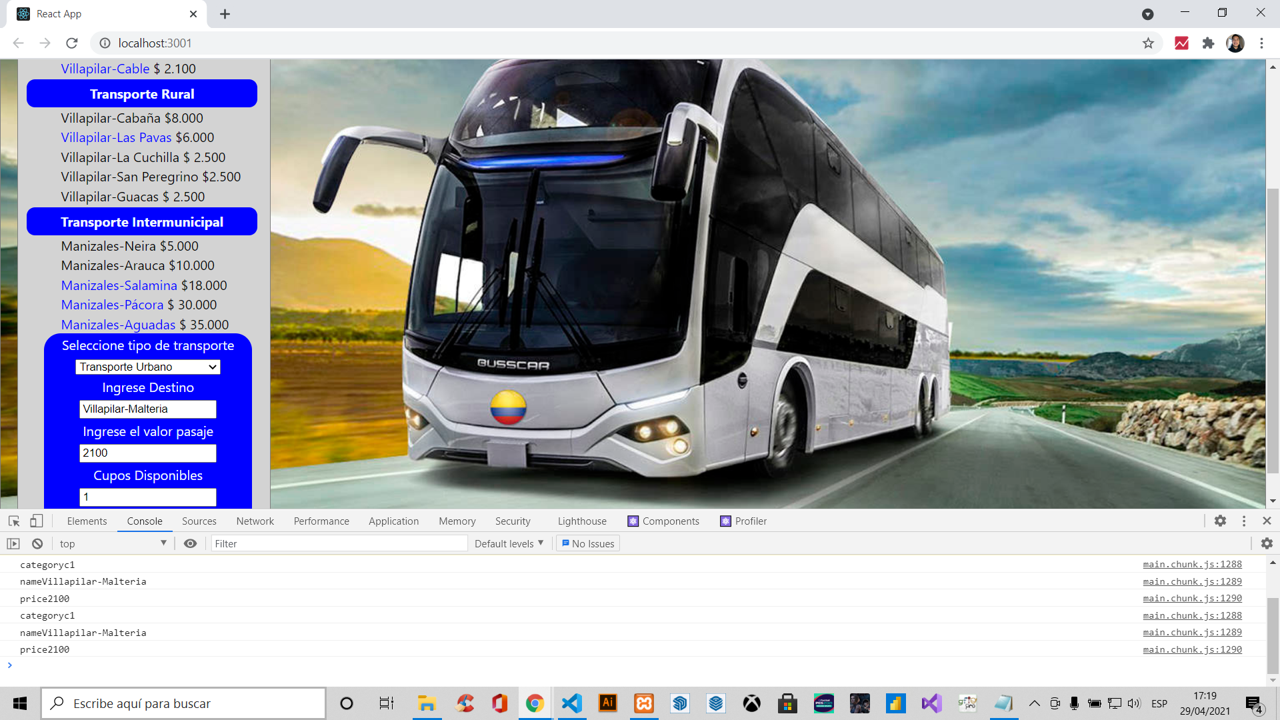 React App
localhost:3001
Villapilar-Cable $ 2.100
Transporte Rural
Villapilar-Cabaña $8.000
Villapilar-Las Pavas $6.000
Villapilar-La Cuchilla $ 2.500
Villapilar-San Peregrino $2.500
Villapilar-Guacas $ 2.500
Transporte Intermunicipal
Manizales-Neira $5.000
Manizales-Arauca $10.000
Manizales-Salamina $18.000
Manizales-Pácora $ 30.000
Manizales-Aguadas $ 35.000
Seleccione tipo de transporte
Transporte Urbano
Ingrese Destino
Villapilar-Malteria
Ingrese el valor pasaje
2100
Cupos Disponibles
1
BUSSCAR
Elements Console Sources Network Performance Application Memory Security Lighthouse Components Profiler
top Filter Default levels No Issues
categoryc1 main.chunk.js:1288
nameVillapilar-Malteria main.chunk.js:1289
price2100 main.chunk.js:1290
categoryc1 main.chunk.js:1288
nameVillapilar-Malteria main.chunk.js:1289
price2100 main.chunk.js:1290
Escribe aquí para buscar
Ai
ESP
17:19
29/04/2021
4